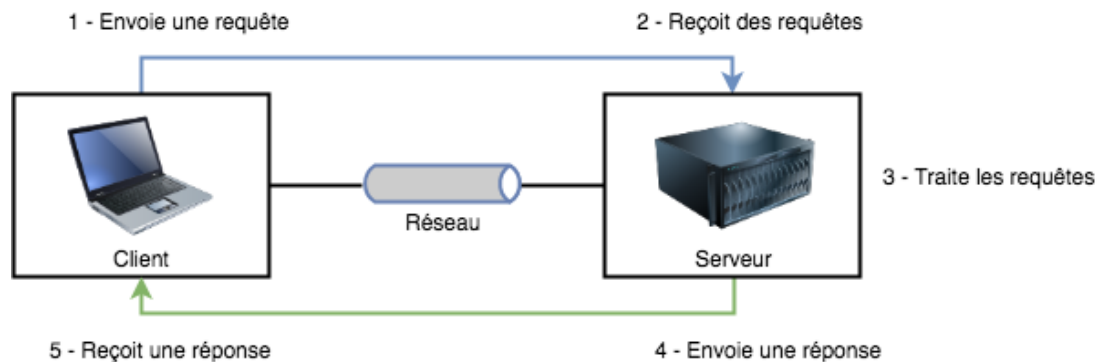 1 - Envoie une requête
2 - Reçoit des requêtes
3 - Traite les requêtes
Réseau
Client
Serveur
5 - Reçoit une réponse
4 - Envoie une réponse